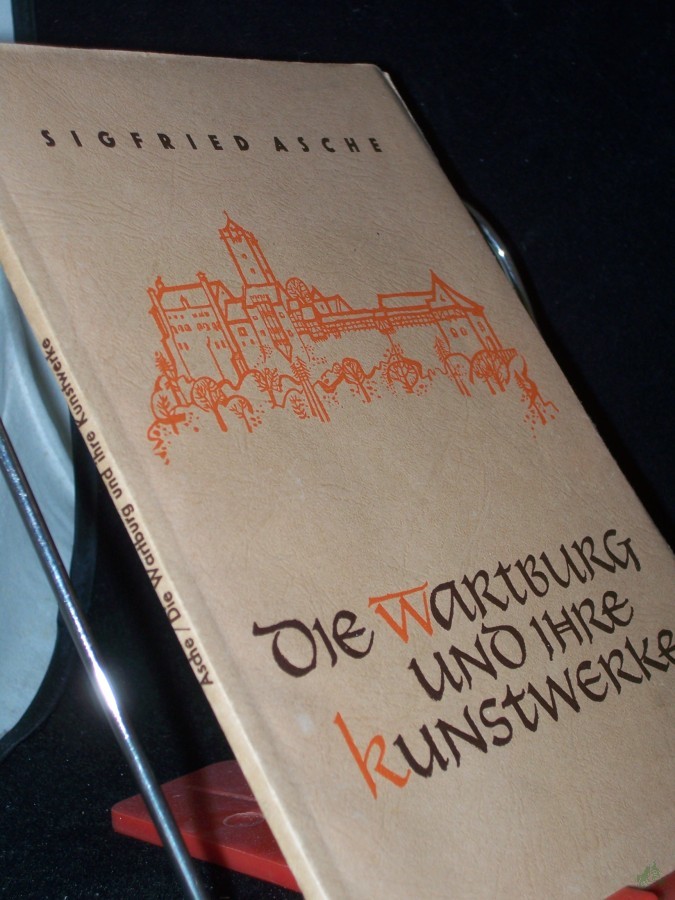 SIGFRIED ASCHE
DIE WARTBURG
UND IHRE
KUNSTWERKE
Asche / Die Wartburg und ihre Kunstwerke